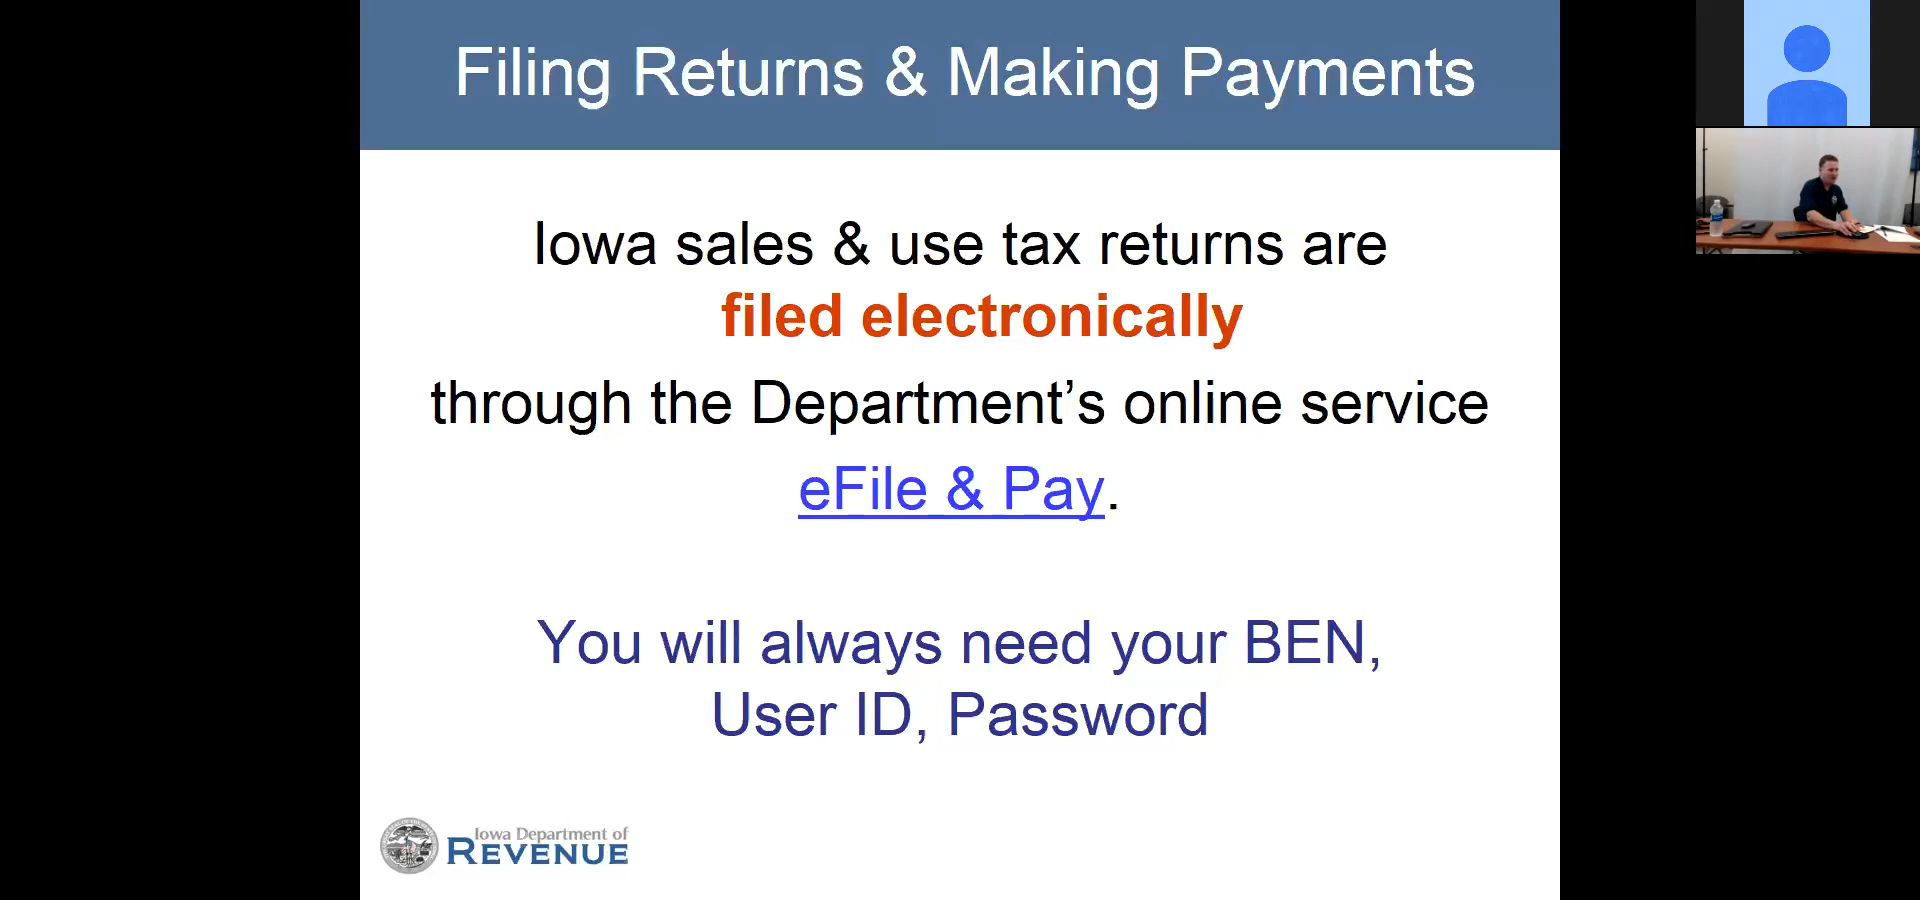 Filing Returns & Making Payments
Iowa sales & use tax returns are
filed electronically
through the Department’s online service
eFile & Pay.
You will always need your BEN,
User ID, Password
Iowa Department of
REVENUE